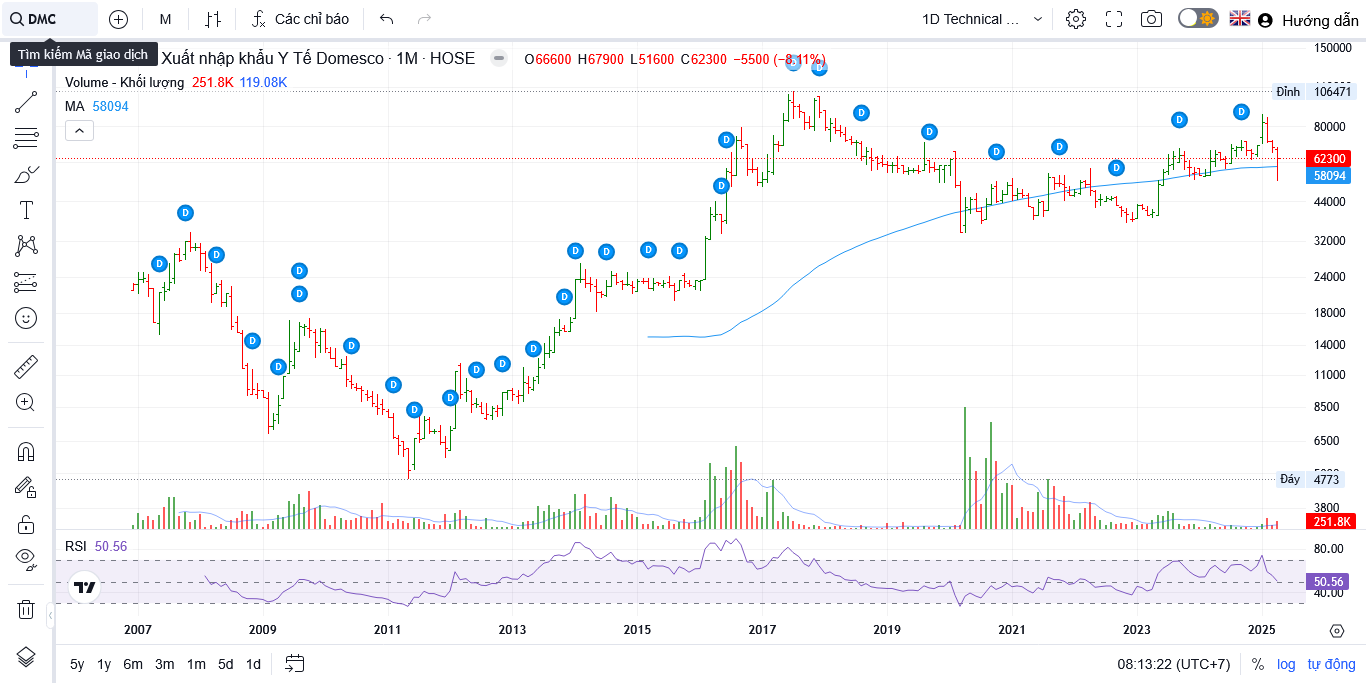 DMC
M
Các chỉ báo
1D Technical ...
Hướng dẫn
Tìm kiếm Mã giao dịch
Xuất nhập khẩu Y Tế Domesco · 1M · HOSE
O66600 H67900 L51600 C62300 −5500 (−8.11%)
Volume - Khối lượng 251.8K 119.08K
MA 58094
150000
Đỉnh 106471
80000
62300
58094
44000
32000
24000
18000
14000
11000
8500
6500
Đáy 4773
3800
251.8K
D D D D D D D D D D D D D D D D D D D D D D D D D D D D D D
RSI 50.56
80.00
50.56
40.00
2007 2009 2011 2013 2015 2017 2019 2021 2023 2025
5y 1y 6m 3m 1m 5d 1d
08:13:22 (UTC+7) % log tự động